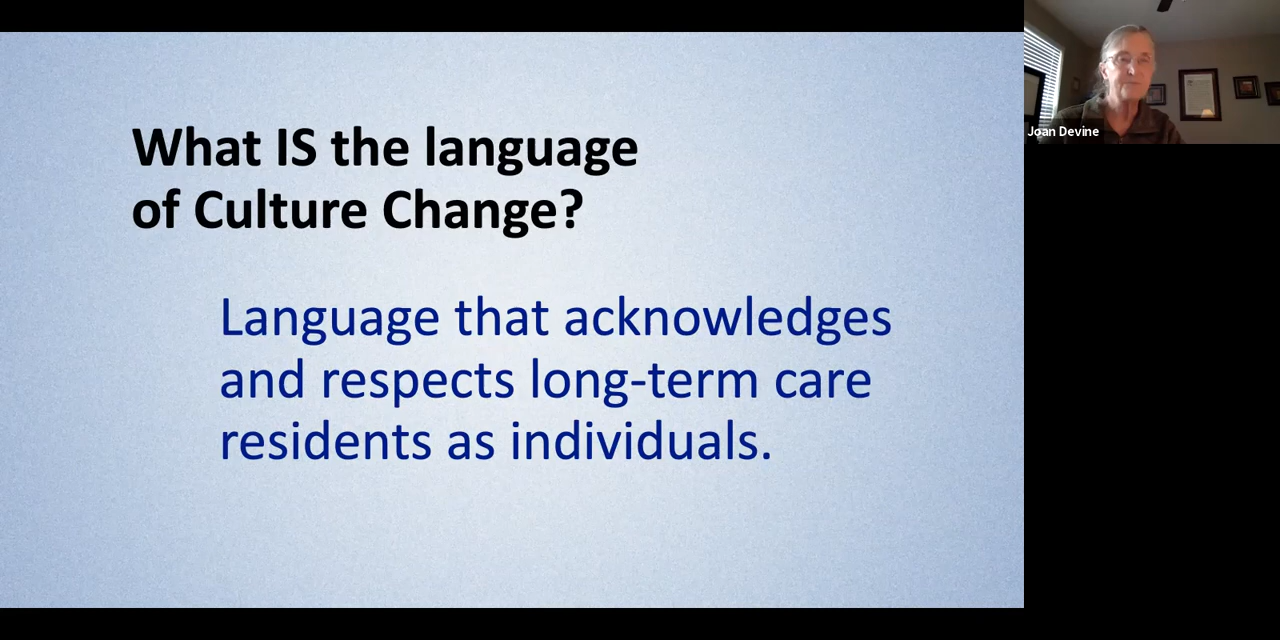 What IS the language
of Culture Change?
Language that acknowledges
and respects long-term care
residents as individuals.
Joan Devine